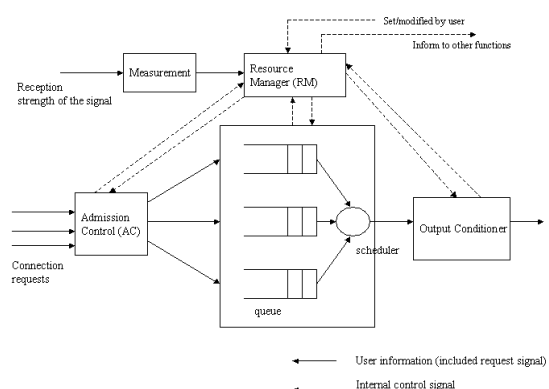 Set/modified by user
Inform to other functions
Measurement
Resource
Manager (RM)
Reception
strength of the signal
Admission
Control (AC)
Output Conditioner
scheduler
Connection
requests
queue
User information (included request signal)
Internal control signal